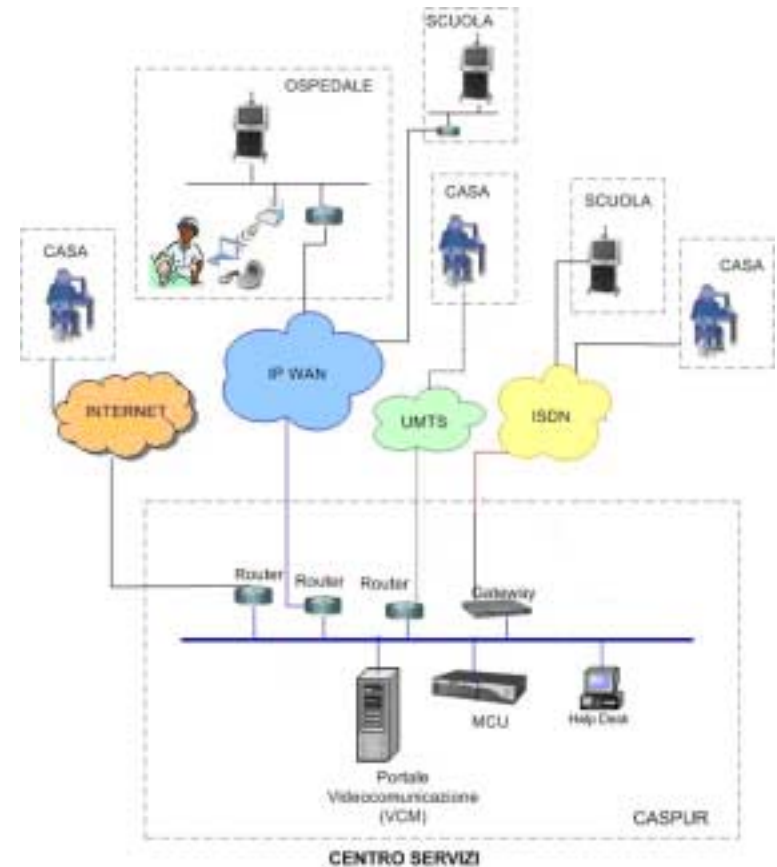 SCUOLA
OSPEDALE
CASA
SCUOLA
CASA
CASA
IP WAN
INTERNET
UMTS
ISDN
Router
Router
Router
Gateway
MCU
Help Desk
Portale
Videocomunicazione
(VCM)
CASPUR
CENTRO SERVIZI